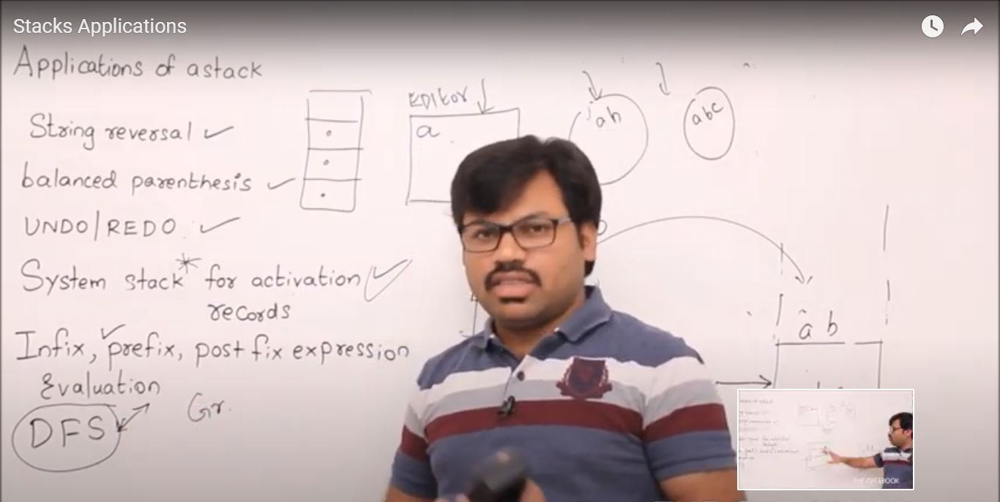 Stacks Applications
Applications of a stack
String reversal
balanced parenthesis
UNDO/REDO
System stack* for activation
records
Infix, prefix, post fix expression
Evaluation
DFS
Gr.
EDItor
a
ab
abc
a b